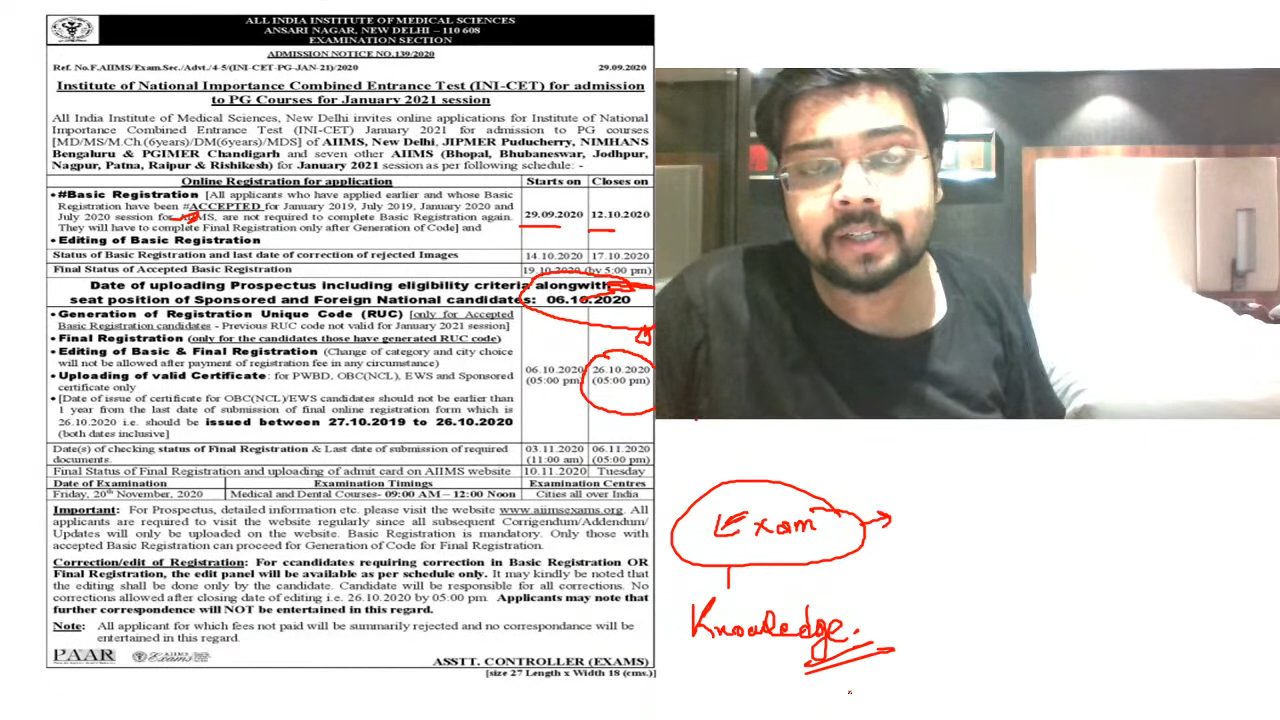 ALL INDIA INSTITUTE OF MEDICAL SCIENCES
ANSARI NAGAR, NEW DELHI – 110 608
EXAMINATION SECTION
ADMISSION NOTICE NO.139/2020
Ref. No.F.AIIMS/Exam.Sec./Advt./4-5/(INI-CET-PG-JAN-21)/2020 29.09.2020
Institute of National Importance Combined Entrance Test (INI-CET) for admission
to PG Courses for January 2021 session
All India Institute of Medical Sciences, New Delhi invites online applications for Institute of
National Importance Combined Entrance Test (INI-CET) January 2021 for admission to PG courses
[MD/MS/M.Ch.(6years)/DM(6years)/MDS] of AIIMS, New Delhi, JIPMER Puducherry, NIMHANS
Bengaluru & PGIMER Chandigarh and seven other AIIMS (Bhopal, Bhubaneswar, Jodhpur,
Nagpur, Patna, Raipur & Rishikesh) for January 2021 session as per following schedule: -
Online Registration for application Starts on Closes on
• #Basic Registration [All applicants who have applied earlier and whose Basic
Registration have been #ACCEPTED for January 2019, July 2019, January 2020 and
July 2020 session for AIIMS, are not required to complete Basic Registration again. 29.09.2020 12.10.2020
They will have to complete Final Registration only after Generation of Code] and
• Editing of Basic Registration
Status of Basic Registration and last date of correction of rejected Images 14.10.2020 17.10.2020
Final Status of Accepted Basic Registration 19.10.2020 (by 5:00 pm)
Date of uploading Prospectus including eligibility criteria alongwith
seat position of Sponsored and Foreign National candidates: 06.10.2020
• Generation of Registration Unique Code (RUC) [only for Accepted
Basic Registration candidates - Previous RUC code not valid for January 2021 session]
• Final Registration (only for the candidates those have generated RUC code)
• Editing of Basic & Final Registration (Change of category and city choice
will not be allowed after payment of registration fee in any circumstance)
• Uploading of valid Certificate: for PWBD, OBC(NCL), EWS and Sponsored
certificate only
06.10.2020 26.10.2020
(05:00 pm) (05:00 pm)
• [Date of issue of certificate for OBC(NCL)/EWS candidates should not be earlier than
1 year from the last date of submission of final online registration form which is
26.10.2020 i.e. should be issued between 27.10.2019 to 26.10.2020
(both dates inclusive]
Date(s) of checking status of Final Registration & Last date of submission of required 03.11.2020 06.11.2020
documents. (11:00 am) (05:00 pm)
Final Status of Final Registration and uploading of admit card on AIIMS website 10.11.2020 Tuesday
Date of Examination Examination Timings Examination Centres
Friday, 20th November, 2020 Medical and Dental Courses- 09:00 AM – 12:00 Noon Cities all over India
Important: For Prospectus, detailed information etc. please visit the website www.aiimsexams.org. All
applicants are required to visit the website regularly since all subsequent Corrigendum/Addendum/
Updates will only be uploaded on the website. Basic Registration is mandatory. Only those with
accepted Basic Registration can proceed for Generation of Code for Final Registration.
Correction/edit of Registration: For ccandidates requiring correction in Basic Registration OR
Final Registration, the edit panel will be available as per schedule only. It may kindly be noted that
the editing shall be done only by the candidate. Candidate will be responsible for all corrections. No
corrections allowed after closing date of editing i.e. 26.10.2020 by 05:00 pm. Applicants may note that
further correspondence will NOT be entertained in this regard.
Note: All applicant for which fees not paid will be summarily rejected and no correspondence will be
entertained in this regard.
PAAR AIIMS Exams
ASSTT. CONTROLLER (EXAMS)
[size 27 Length x Width 18 (cms.)]
Exam
Knowledge.